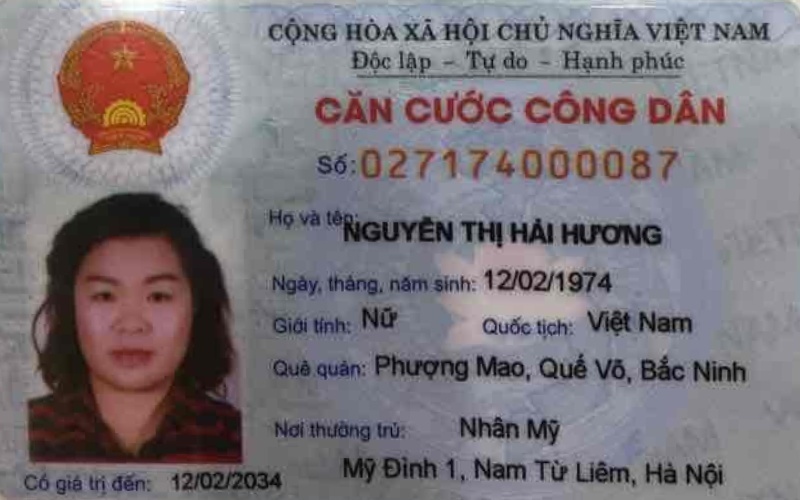 CỘNG HÒA XÃ HỘI CHỦ NGHĨA VIỆT NAM
Độc lập - Tự do - Hạnh phúc
CĂN CƯỚC CÔNG DÂN
Số: 027174000087
Họ và tên: NGUYỄN THỊ HẢI HƯƠNG
Ngày, tháng, năm sinh: 12/02/1974
Giới tính: Nữ Quốc tịch: Việt Nam
Quê quán: Phượng Mao, Quế Võ, Bắc Ninh
Nơi thường trú: Nhân Mỹ
Mỹ Đình 1, Nam Từ Liêm, Hà Nội
Có giá trị đến: 12/02/2034